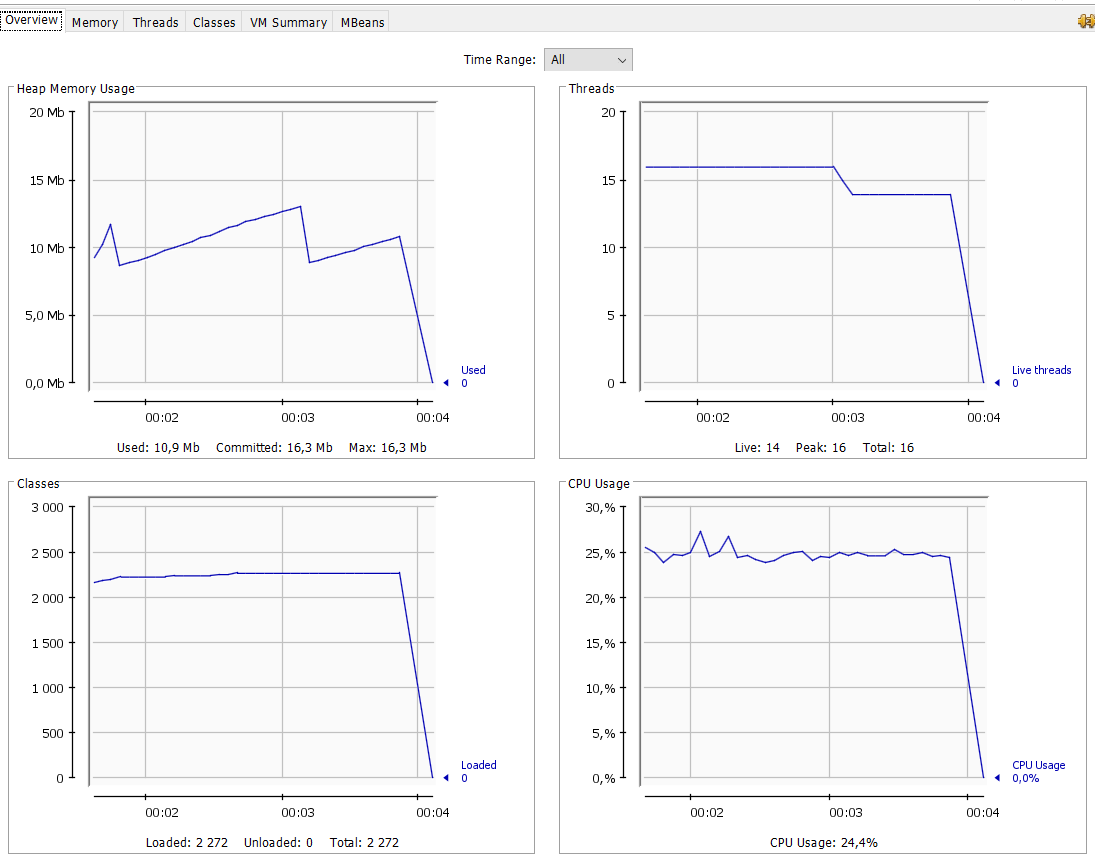 Overview Memory Threads Classes VM Summary MBeans
Time Range: All
Heap Memory Usage
20 Mb
15 Mb
10 Mb
5,0 Mb
0,0 Mb
Used
0
00:02 00:03 00:04
Used: 10,9 Mb Committed: 16,3 Mb Max: 16,3 Mb
Threads
20
15
10
5
0
Live threads
0
00:02 00:03 00:04
Live: 14 Peak: 16 Total: 16
Classes
3 000
2 500
2 000
1 500
1 000
500
0
Loaded
0
00:02 00:03 00:04
Loaded: 2 272 Unloaded: 0 Total: 2 272
CPU Usage
30,%
25,%
20,%
15,%
10,%
5,%
0,%
CPU Usage
0,0%
00:02 00:03 00:04
CPU Usage: 24,4%